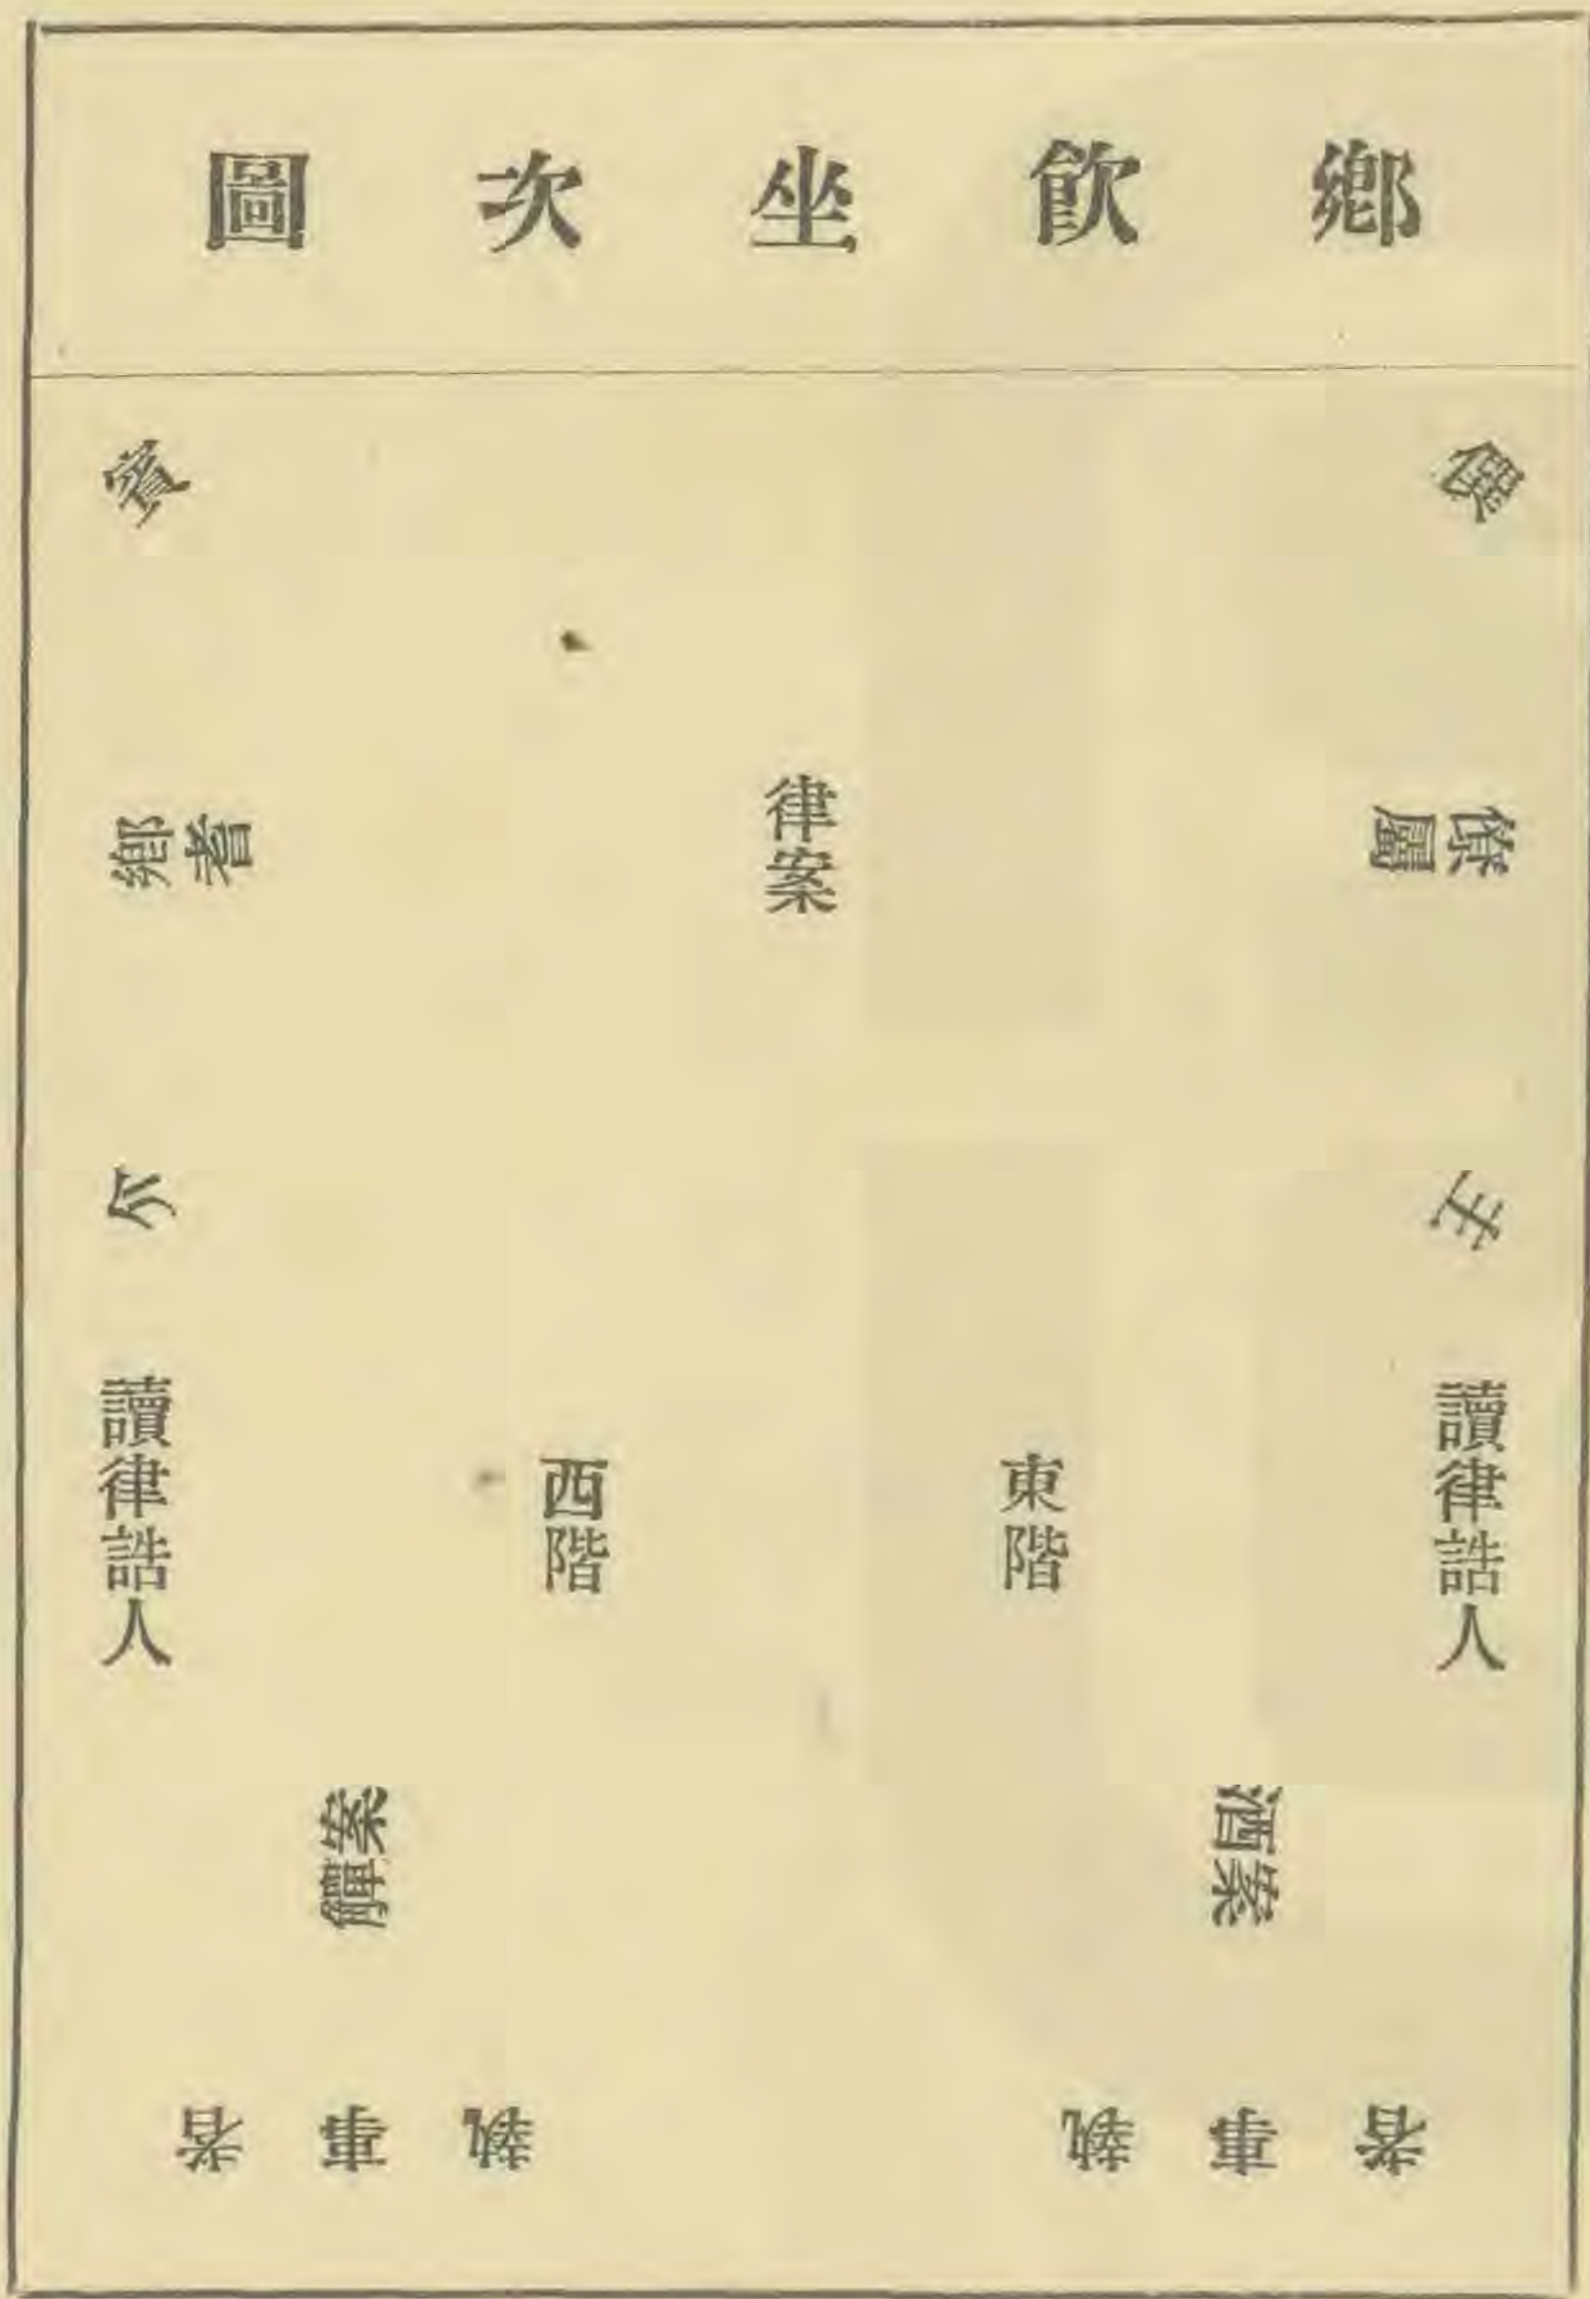 鄉飲坐次圖
僎
賓
僚屬
律案
鄉耆
主
介
讀律誥人
東階
西階
讀律誥人
酒案
觶案
執事者
執事者